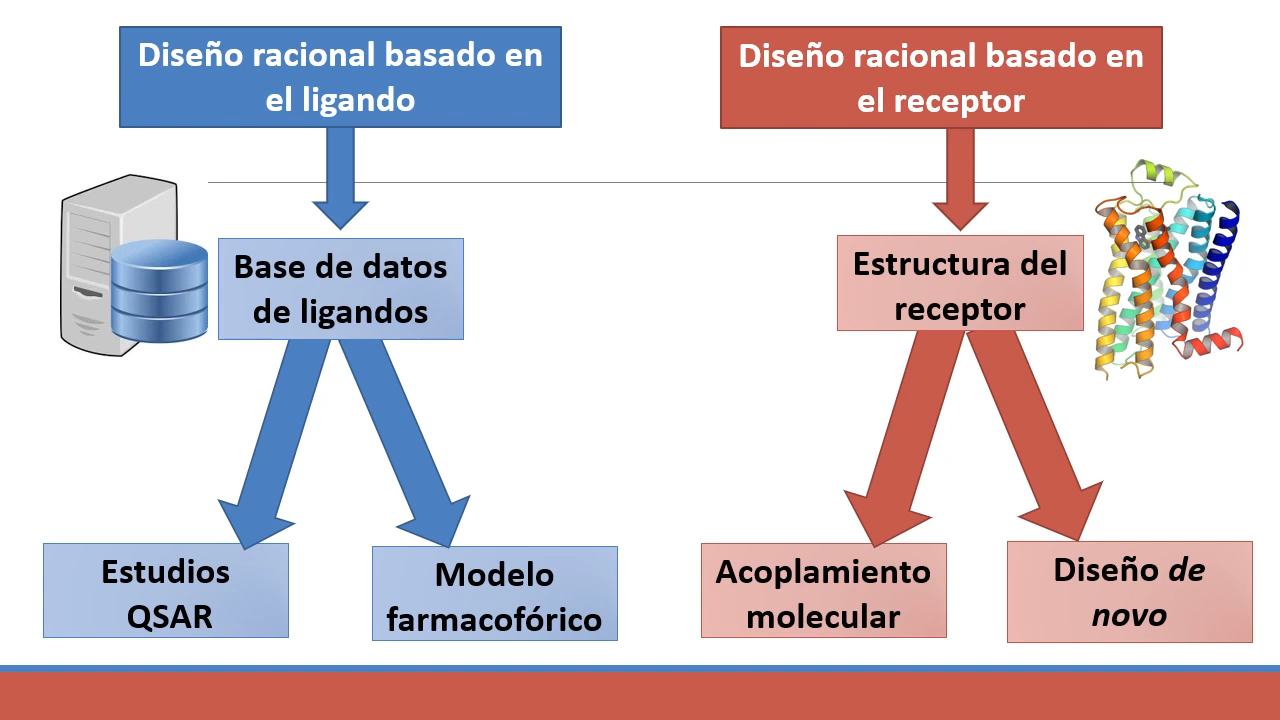 Diseño racional basado en
el ligando
Diseño racional basado en
el receptor
Base de datos
de ligandos
Estructura del
receptor
Estudios
QSAR
Modelo
farmacofórico
Acoplamiento
molecular
Diseño de
novo